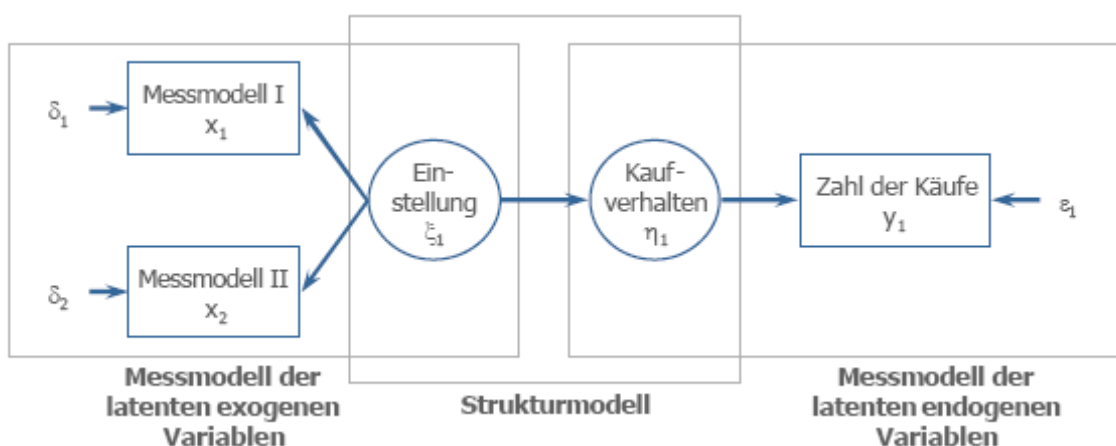 δ₁
Messmodell I
x₁
δ₂
Messmodell II
x₂
Ein-
stellung
ξ₁
Kauf-
verhalten
η₁
Zahl der Käufe
y₁
ε₁
Messmodell der
latenten exogenen
Variablen
Strukturmodell
Messmodell der
latenten endogenen
Variablen